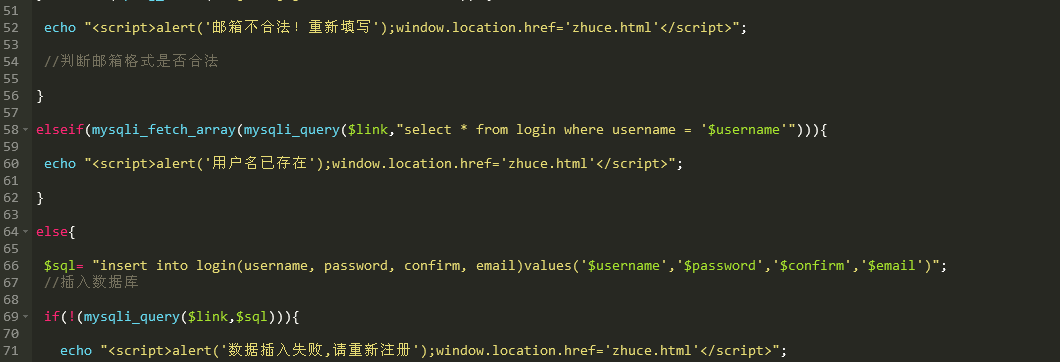 51
52 echo "<script>alert('邮箱不合法！重新填写');window.location.href='zhuce.html'</script>";
53
54 //判断邮箱格式是否合法
55
56 }
57
58 elseif(mysqli_fetch_array(mysqli_query($link,"select * from login where username = '$username'"))){
59
60 echo "<script>alert('用户名已存在');window.location.href='zhuce.html'</script>";
61
62 }
63
64 else{
65
66 $sql= "insert into login(username, password, confirm, email)values('$username','$password','$confirm','$email')";
67 //插入数据库
68
69 if(!(mysqli_query($link,$sql))){
70
71 echo "<script>alert('数据插入失败,请重新注册');window.location.href='zhuce.html'</script>";